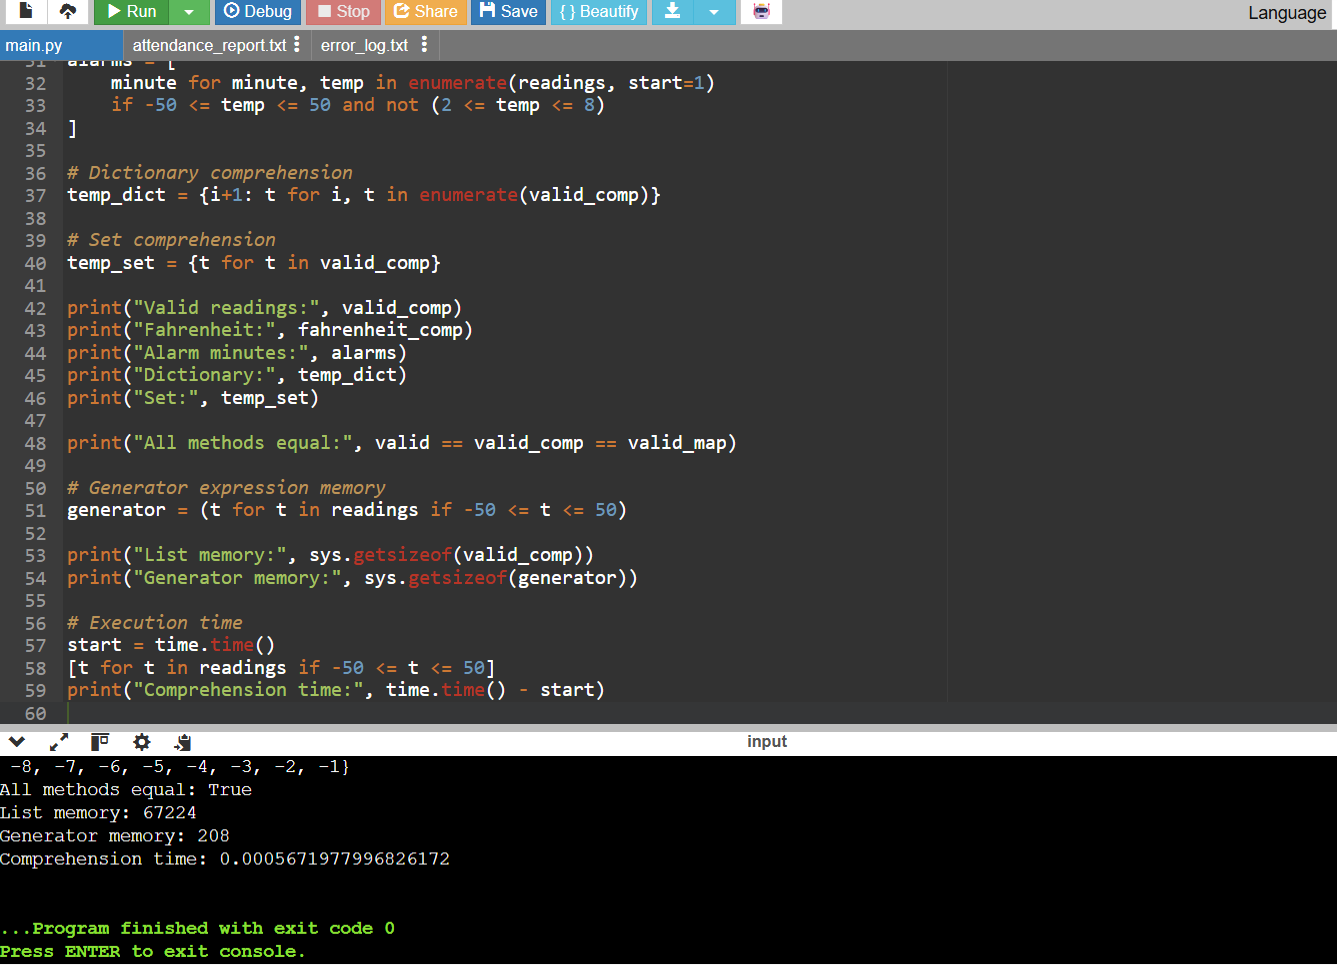 Run Debug Stop Share Save { } Beautify Language
main.py attendance_report.txt error_log.txt
31 alarms = [
32 minute for minute, temp in enumerate(readings, start=1)
33 if -50 <= temp <= 50 and not (2 <= temp <= 8)
34 ]
35
36 # Dictionary comprehension
37 temp_dict = {i+1: t for i, t in enumerate(valid_comp)}
38
39 # Set comprehension
40 temp_set = {t for t in valid_comp}
41
42 print("Valid readings:", valid_comp)
43 print("Fahrenheit:", fahrenheit_comp)
44 print("Alarm minutes:", alarms)
45 print("Dictionary:", temp_dict)
46 print("Set:", temp_set)
47
48 print("All methods equal:", valid == valid_comp == valid_map)
49
50 # Generator expression memory
51 generator = (t for t in readings if -50 <= t <= 50)
52
53 print("List memory:", sys.getsizeof(valid_comp))
54 print("Generator memory:", sys.getsizeof(generator))
55
56 # Execution time
57 start = time.time()
58 [t for t in readings if -50 <= t <= 50]
59 print("Comprehension time:", time.time() - start)
60
input
-8, -7, -6, -5, -4, -3, -2, -1}
All methods equal: True
List memory: 67224
Generator memory: 208
Comprehension time: 0.0005671977996826172
...Program finished with exit code 0
Press ENTER to exit console.